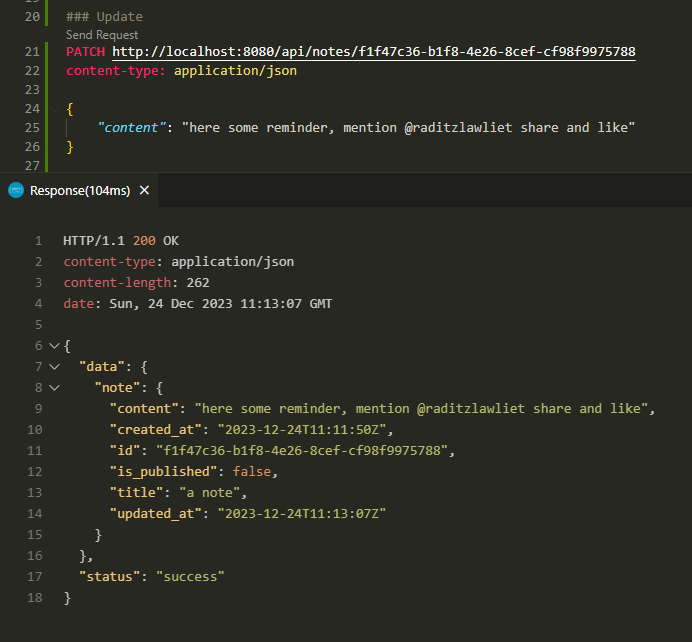 20 ### Update
Send Request
21 PATCH http://localhost:8080/api/notes/f1f47c36-b1f8-4e26-8cef-cf98f9975788
22 content-type: application/json
23
24 {
25 "content": "here some reminder, mention @raditzlawliet share and like"
26 }
27
Response(104ms) ✕
1 HTTP/1.1 200 OK
2 content-type: application/json
3 content-length: 262
4 date: Sun, 24 Dec 2023 11:13:07 GMT
5
6 {
7 "data": {
8 "note": {
9 "content": "here some reminder, mention @raditzlawliet share and like",
10 "created_at": "2023-12-24T11:11:50Z",
11 "id": "f1f47c36-b1f8-4e26-8cef-cf98f9975788",
12 "is_published": false,
13 "title": "a note",
14 "updated_at": "2023-12-24T11:13:07Z"
15 }
16 },
17 "status": "success"
18 }